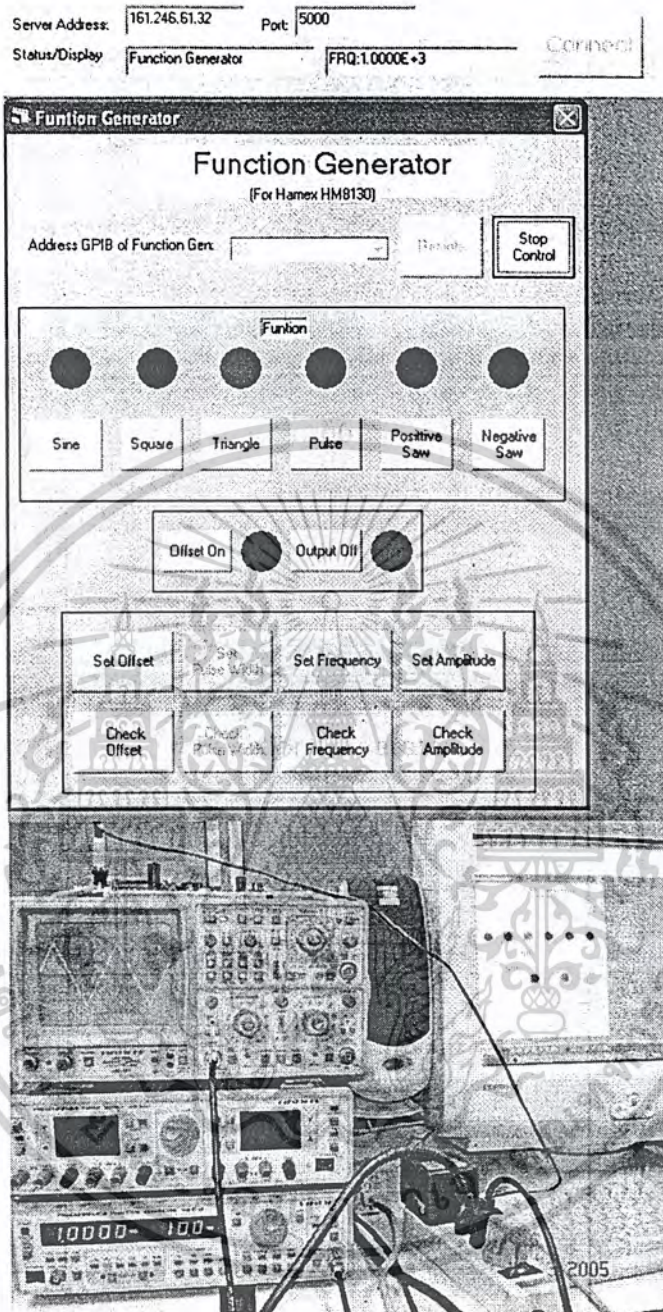 Server Address: 161.246.61.32 Port: 5000
Status/Display Function Generator FRQ:1.0000E+3 Connect
Funtion Generator
Function Generator
(For Hamex HM8130)
Address GPIB of Function Gen: Stop Control
Funtion
Sine Square Triangle Pulse Positive Saw Negative Saw
Offset On Output Off
Set Offset Set Pulse Width Set Frequency Set Amplitude
Check Offset Check Pulse Width Check Frequency Check Amplitude
1.0000 100
2005